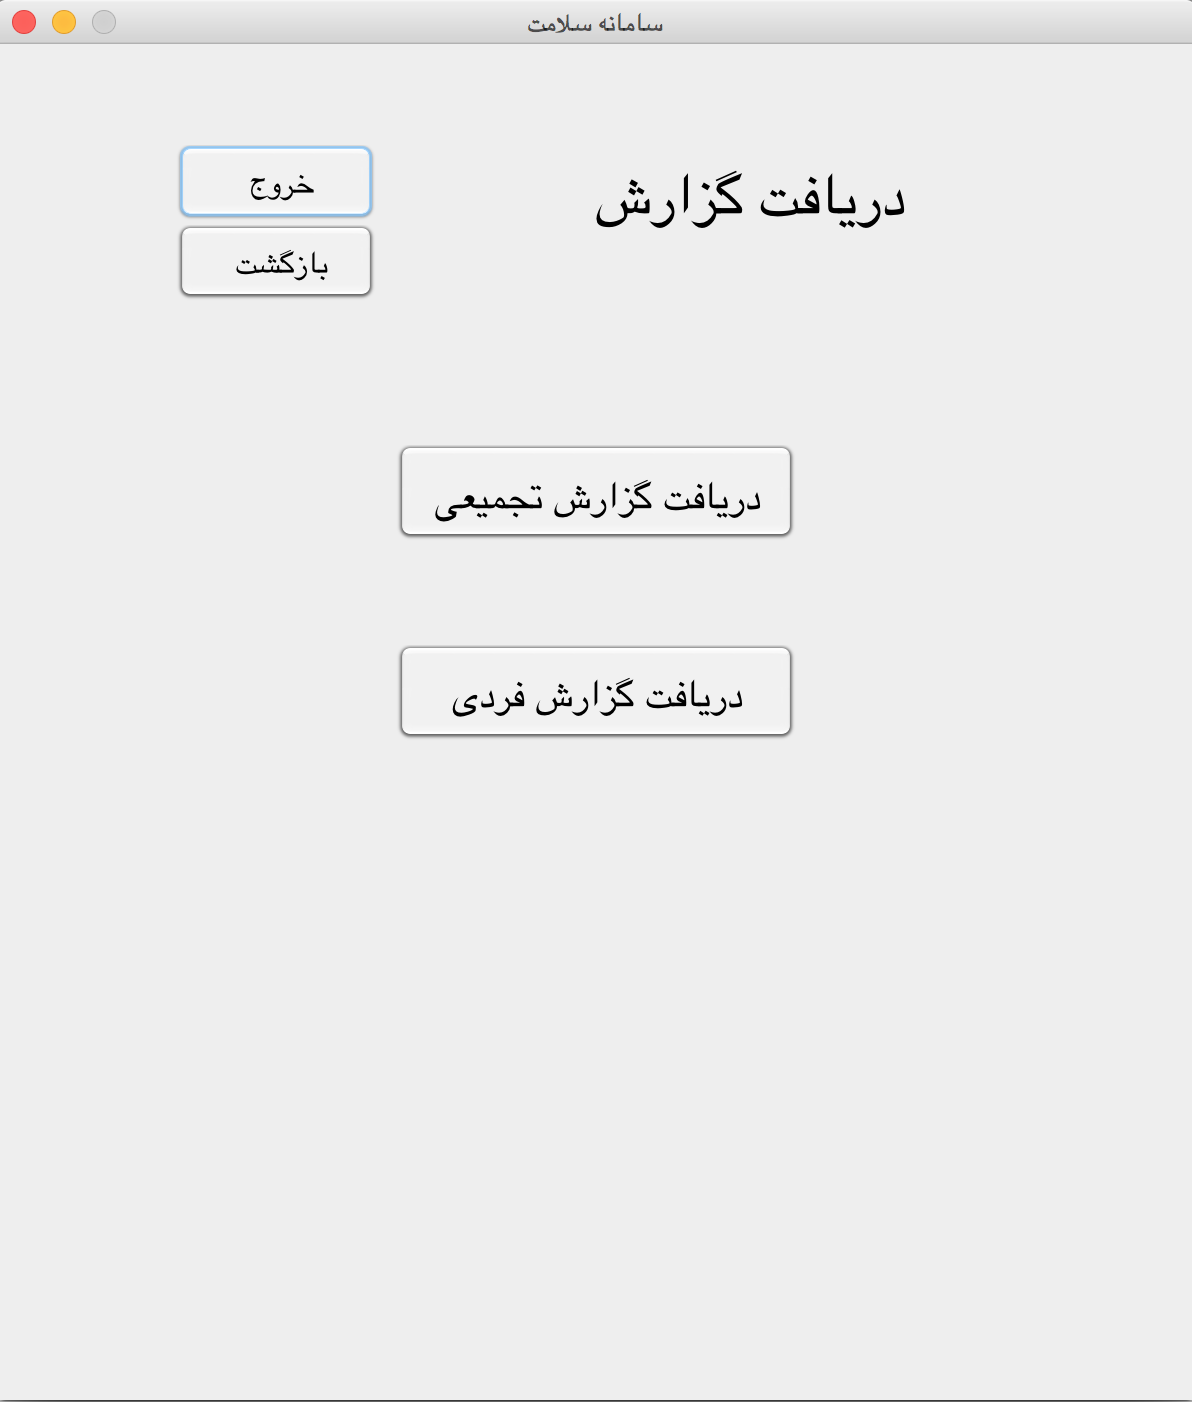 سامانه سلامت
دریافت گزارش
خروج
بازگشت
دریافت گزارش تجمیعی
دریافت گزارش فردی